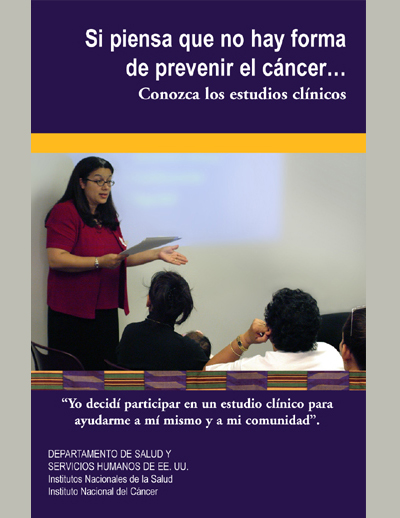 Si piensa que no hay forma
de prevenir el cáncer...
Conozca los estudios clínicos
“Yo decidí participar en un estudio clínico para
ayudarme a mí mismo y a mi comunidad”.
DEPARTAMENTO DE SALUD Y
SERVICIOS HUMANOS DE EE. UU.
Institutos Nacionales de la Salud
Instituto Nacional del Cáncer